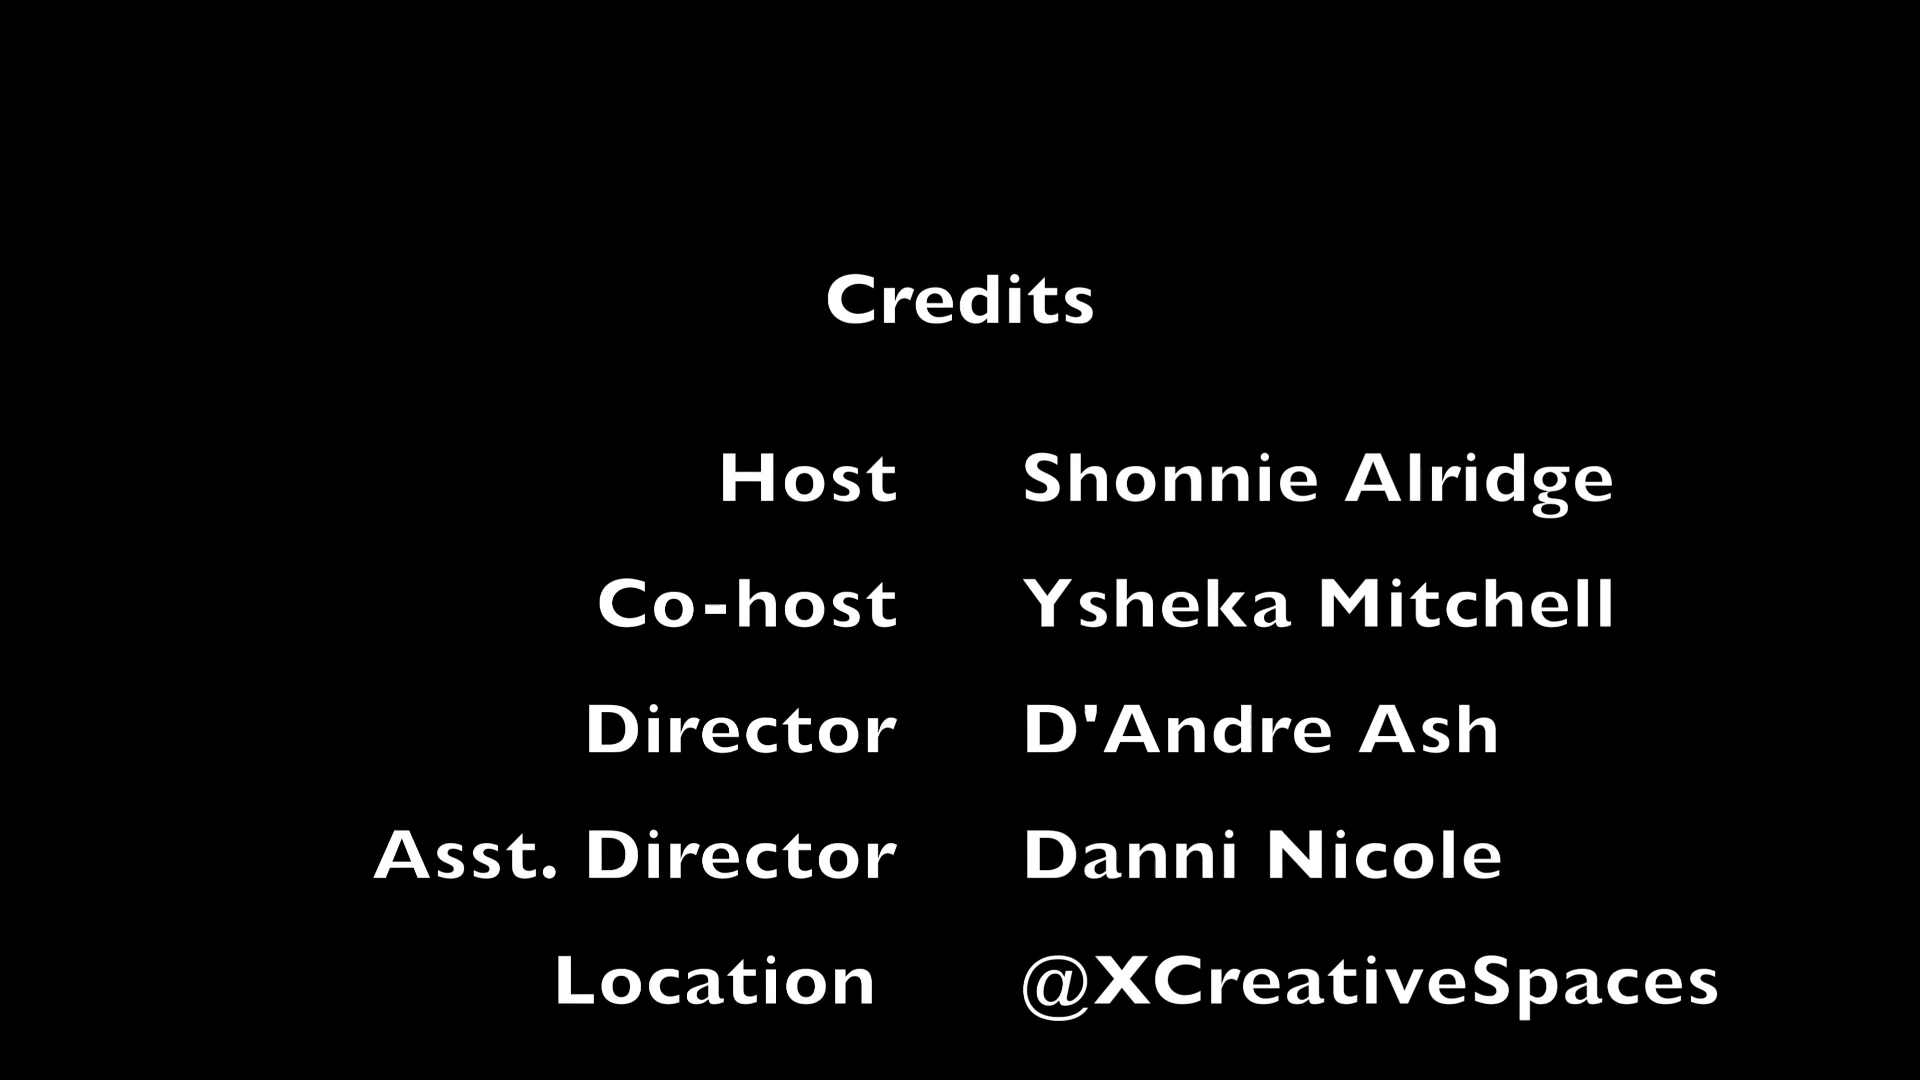 Credits
Host Shonnie Alridge
Co-host Ysheka Mitchell
Director D'Andre Ash
Asst. Director Danni Nicole
Location @XCreativeSpaces